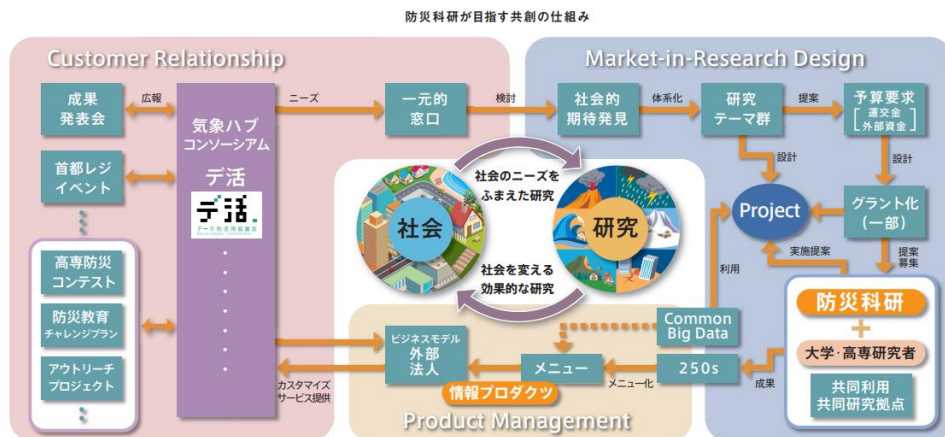 防災科研が目指す共創の仕組み
Customer Relationship
Market-in-Research Design
成果
発表会
広報
首都レジ
イベント
高専防災
コンテスト
防災教育
チャレンジプラン
アウトリーチ
プロジェクト
気象ハブ
コンソーシアム
デ活
デ活
ニーズ
一元的
窓口
検討
社会的
期待発見
体系化
研究
テーマ群
提案
予算要求
運交金
外部資金
設計
設計
Project
グラント化
(一部)
実施提案
提案
募集
利用
社会のニーズを
ふまえた研究
社会
研究
社会を変える
効果的な研究
防災科研
+
大学・高専研究者
共同利用
共同研究拠点
成果
Common
Big Data
250s
メニュー化
メニュー
ビジネスモデル
外部
法人
カスタマイズ
サービス提供
情報プロダクツ
Product Management